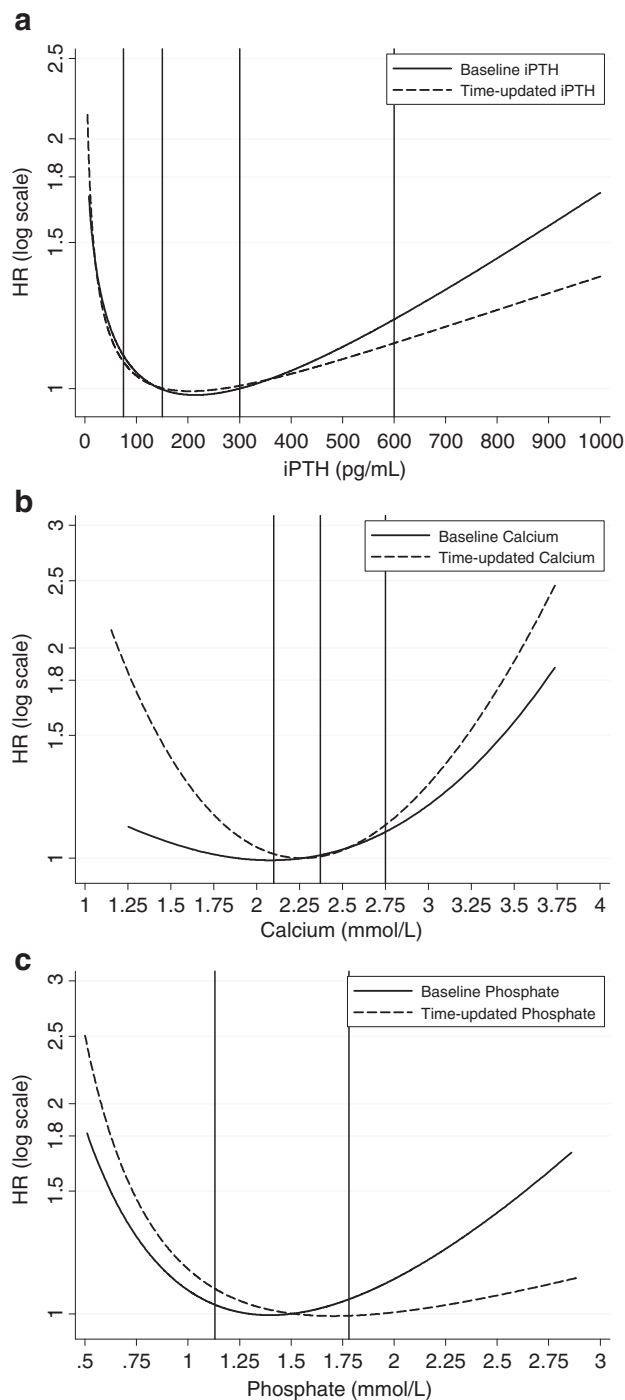 a
2.5
2
1.8
1.5
1
HR (log scale)
Baseline iPTH
Time-updated iPTH
0 100 200 300 400 500 600 700 800 900 1000
iPTH (pg/mL)
b
3
2.5
2
1.8
1.5
1
HR (log scale)
Baseline Calcium
Time-updated Calcium
1 1.25 1.5 1.75 2 2.25 2.5 2.75 3 3.25 3.5 3.75 4
Calcium (mmol/L)
c
3
2.5
2
1.8
1.5
1
HR (log scale)
Baseline Phosphate
Time-updated Phosphate
.5 .75 1 1.25 1.5 1.75 2 2.25 2.5 2.75 3
Phosphate (mmol/L)